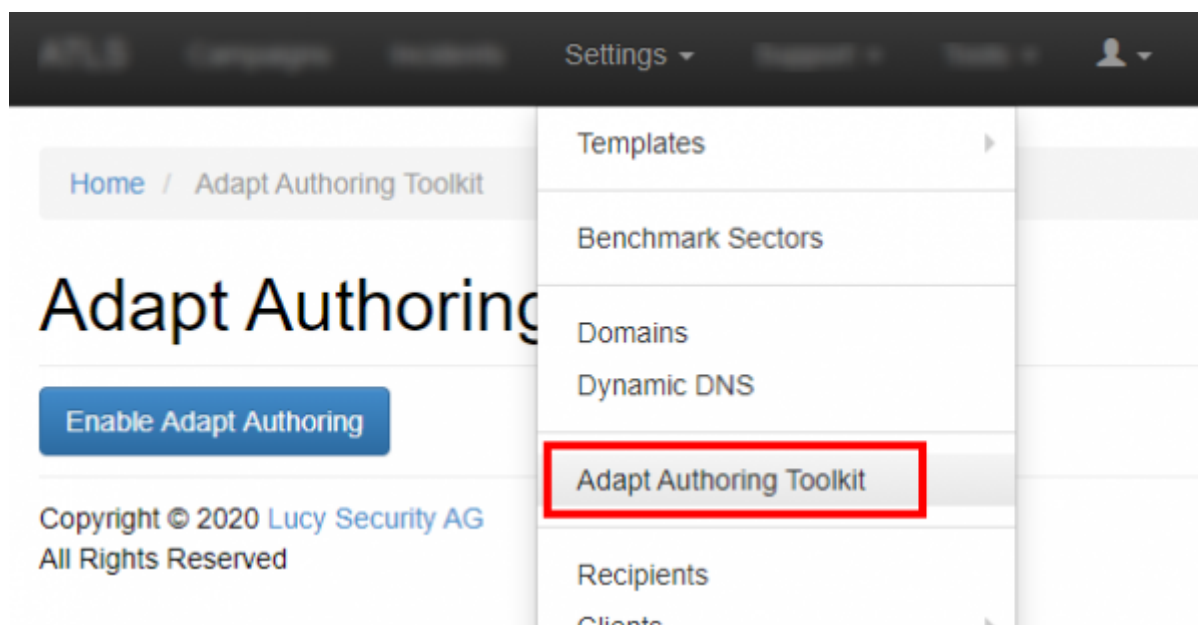 Settings
Home / Adapt Authoring Toolkit
Adapt Authoring
Enable Adapt Authoring
Copyright © 2020 Lucy Security AG
All Rights Reserved
Templates
Benchmark Sectors
Domains
Dynamic DNS
Adapt Authoring Toolkit
Recipients
Clients